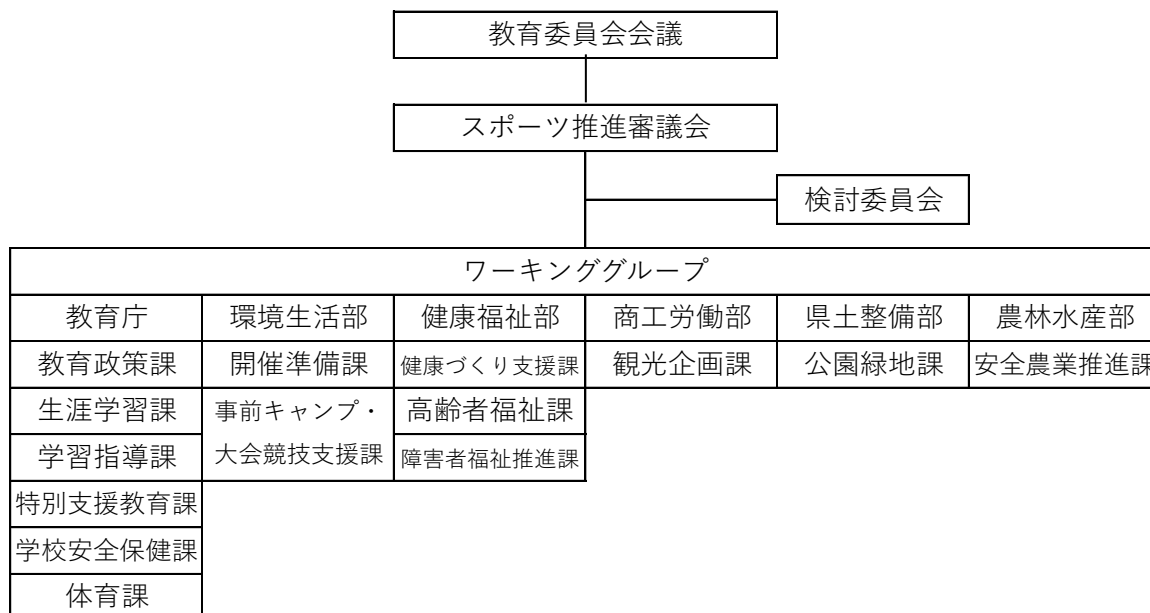 教育委員会会議
スポーツ推進審議会
検討委員会
ワーキンググループ
教育庁 環境生活部 健康福祉部 商工労働部 県土整備部 農林水産部
教育政策課 開催準備課 健康づくり支援課 観光企画課 公園緑地課 安全農業推進課
生涯学習課 事前キャンプ・ 高齢者福祉課
学習指導課 大会競技支援課 障害者福祉推進課
特別支援教育課
学校安全保健課
体育課